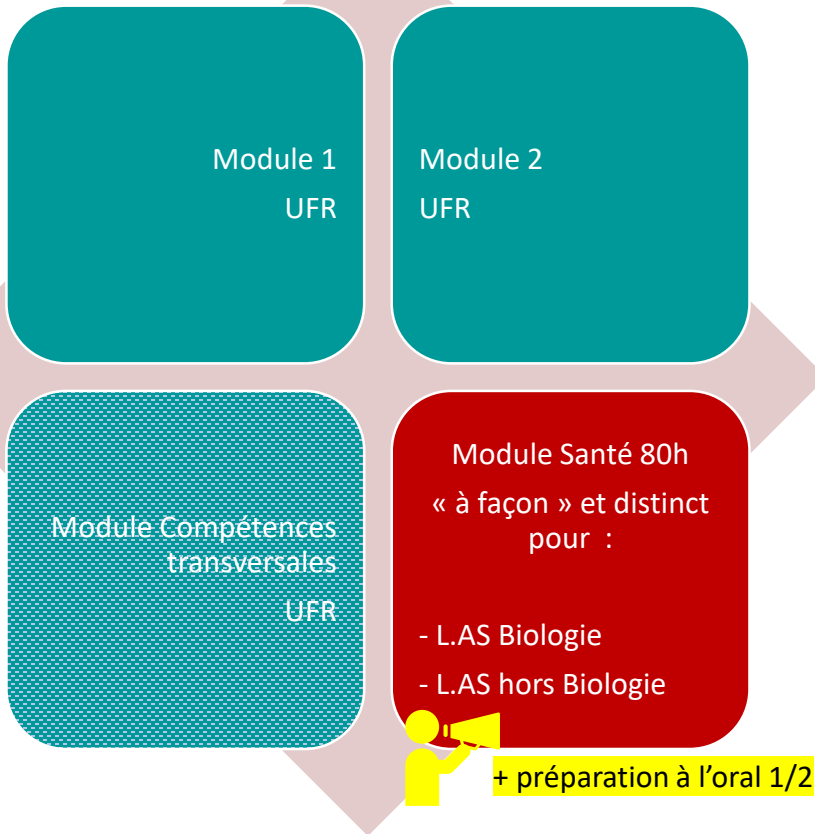 Module 1
UFR
Module 2
UFR
Module Compétences
transversales
UFR
Module Santé 80h
« à façon » et distinct
pour :
- L.AS Biologie
- L.AS hors Biologie
+ préparation à l’oral 1/2